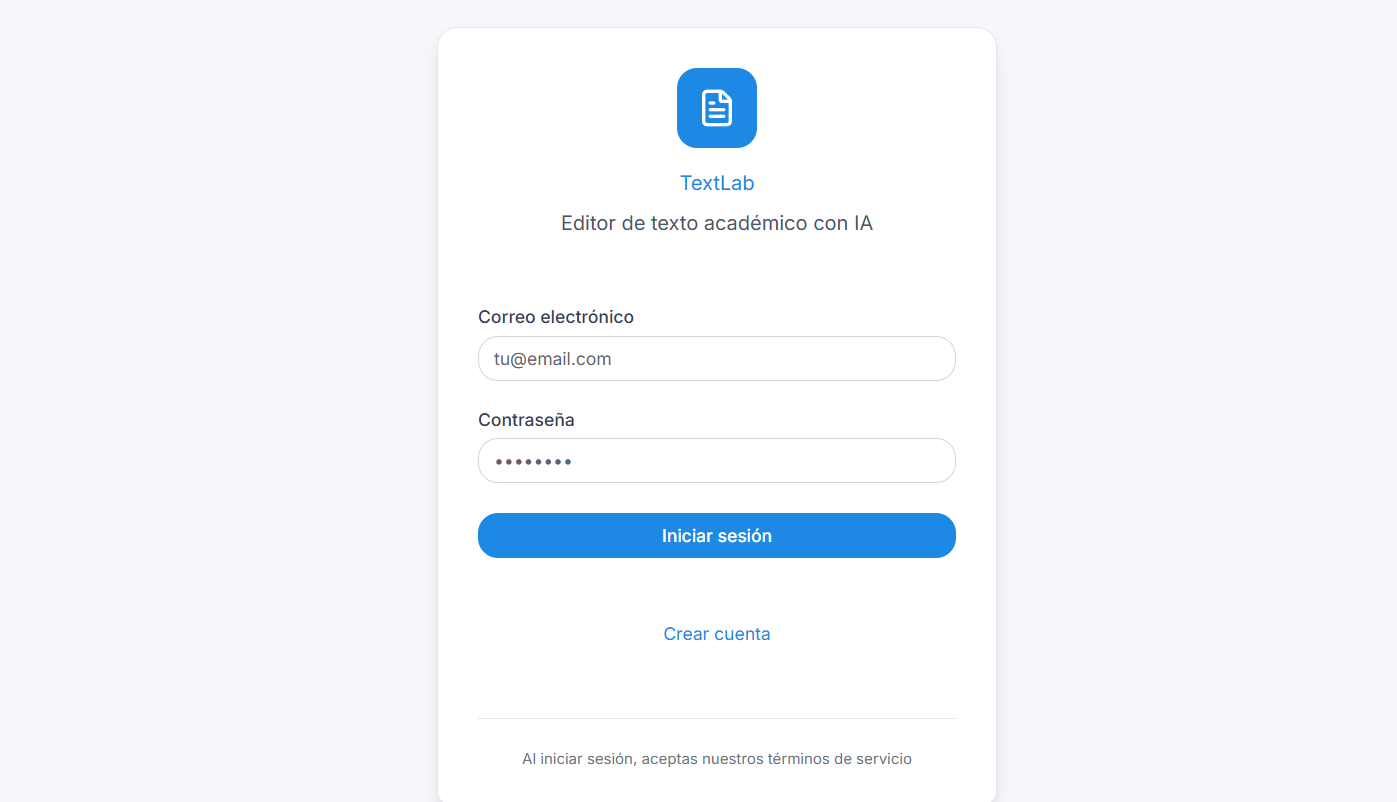 TextLab
Editor de texto académico con IA
Correo electrónico
tu@email.com
Contraseña
••••••••
Iniciar sesión
Crear cuenta
Al iniciar sesión, aceptas nuestros términos de servicio